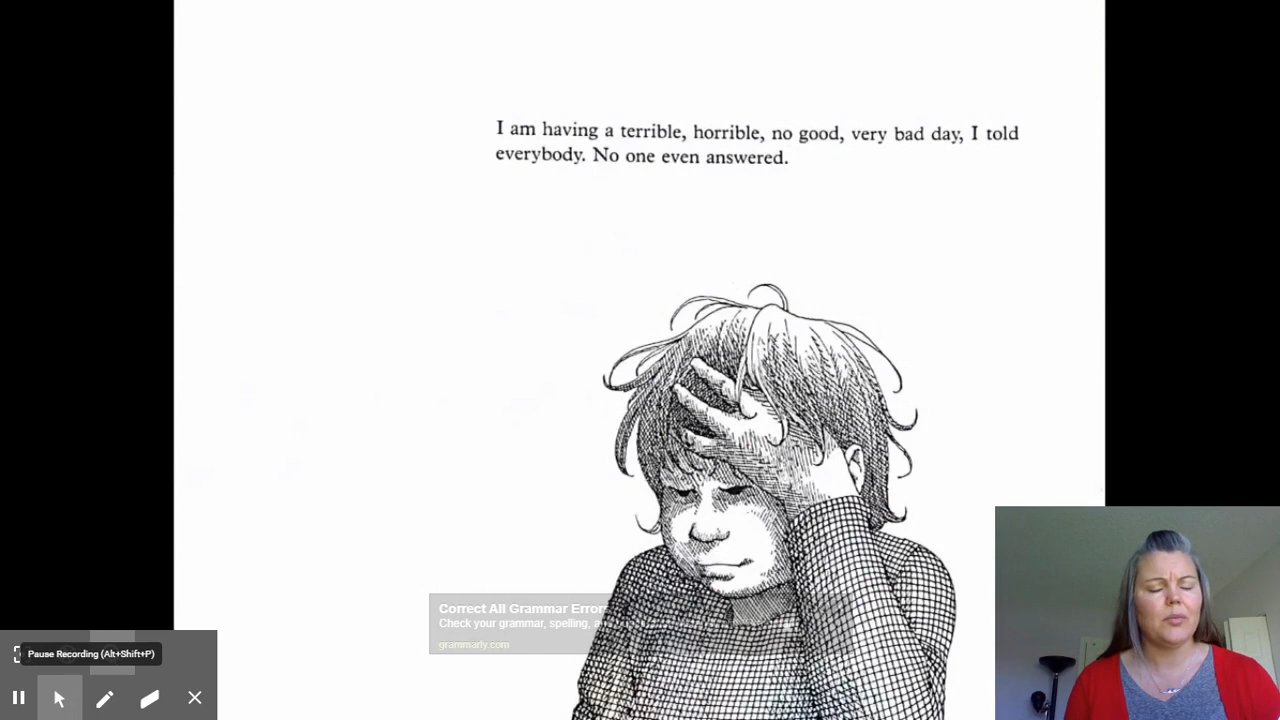 I am having a terrible, horrible, no good, very bad day, I told
everybody. No one even answered.
Correct All Grammar Errors
Check your grammar, spelling,
grammarly.com
Pause Recording (Alt+Shift+P)